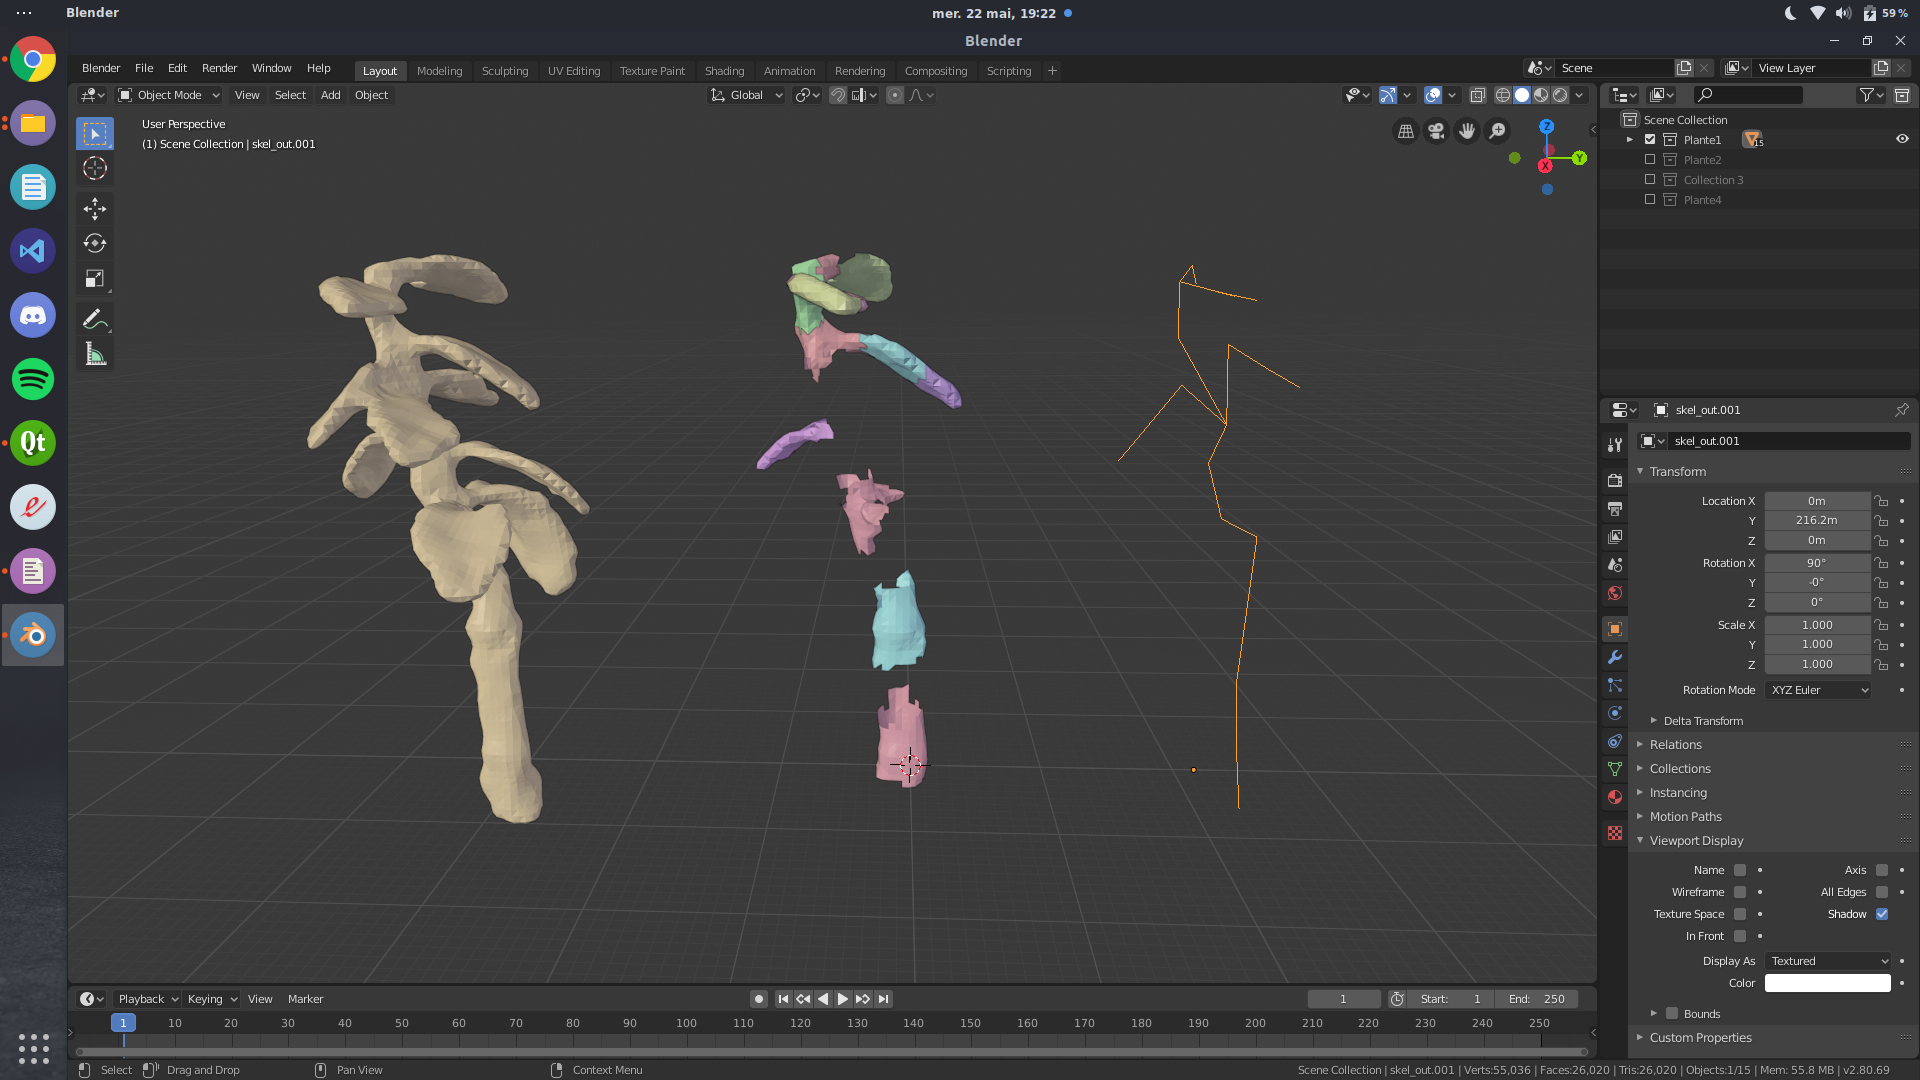 Blender
mer. 22 mai, 19:22
59 %
Blender
Blender File Edit Render Window Help
Layout Modeling Sculpting UV Editing Texture Paint Shading Animation Rendering Compositing Scripting +
Scene
View Layer
Object Mode View Select Add Object
Global
User Perspective
(1) Scene Collection | skel_out.001
Z
Y
X
Scene Collection
Plante1
15
Plante2
Collection 3
Plante4
skel_out.001
skel_out.001
Transform
Location X 0m
Y 216.2m
Z 0m
Rotation X 90°
Y -0°
Z 0°
Scale X 1.000
Y 1.000
Z 1.000
Rotation Mode XYZ Euler
Delta Transform
Relations
Collections
Instancing
Motion Paths
Viewport Display
Name Axis
Wireframe All Edges
Texture Space Shadow
In Front
Display As Textured
Color
Bounds
Custom Properties
Qt
Playback Keying View Marker
1 Start: 1 End: 250
1 10 20 30 40 50 60 70 80 90 100 110 120 130 140 150 160 170 180 190 200 210 220 230 240 250
Select Drag and Drop Pan View Context Menu
Scene Collection | skel_out.001 | Verts:55,036 | Faces:26,020 | Tris:26,020 | Objects:1/15 | Mem: 55.8 MB | v2.80.69